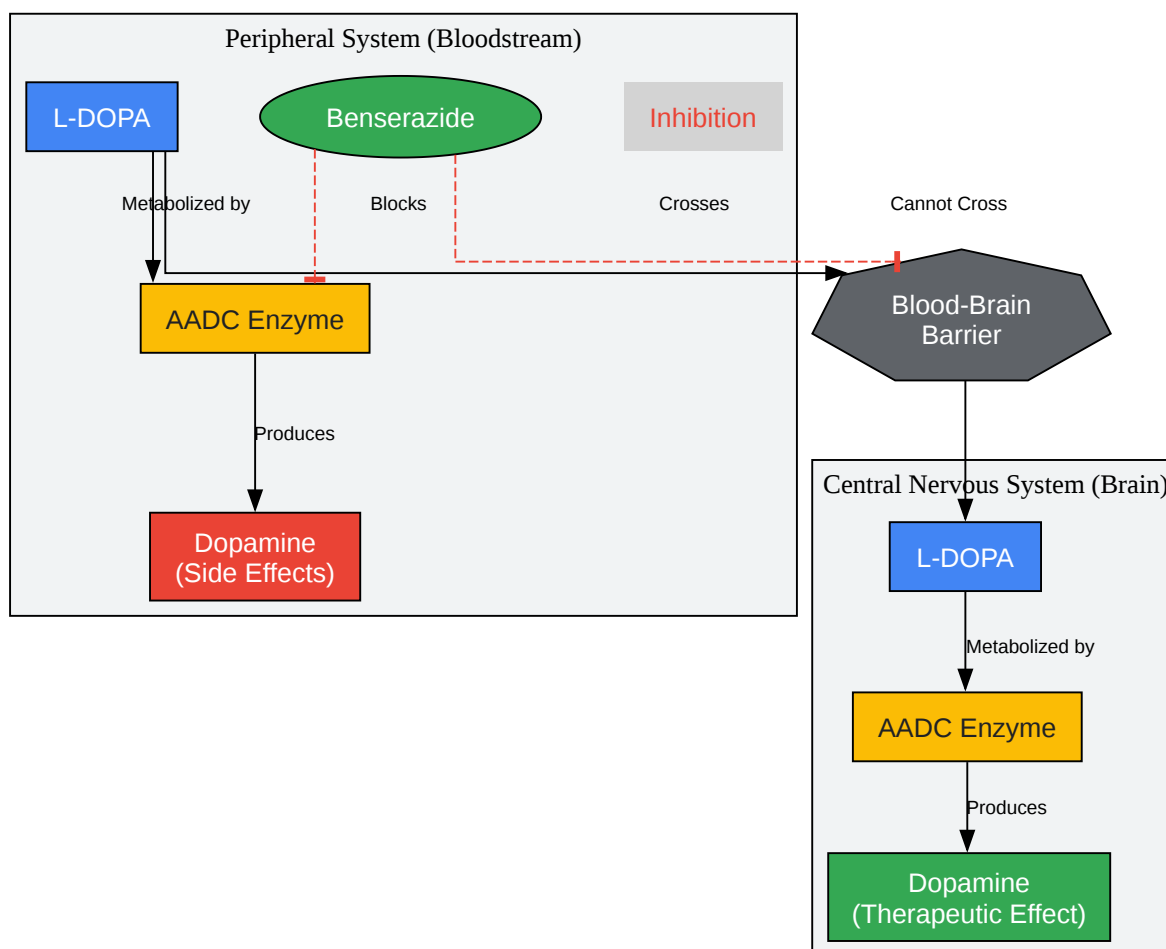 Peripheral System (Bloodstream)
L-DOPA
Benserazide
Inhibition
Metabolized by
Blocks
Crosses
Cannot Cross
AADC Enzyme
Blood-Brain
Barrier
Produces
Dopamine
(Side Effects)
Central Nervous System (Brain)
L-DOPA
Metabolized by
AADC Enzyme
Produces
Dopamine
(Therapeutic Effect)